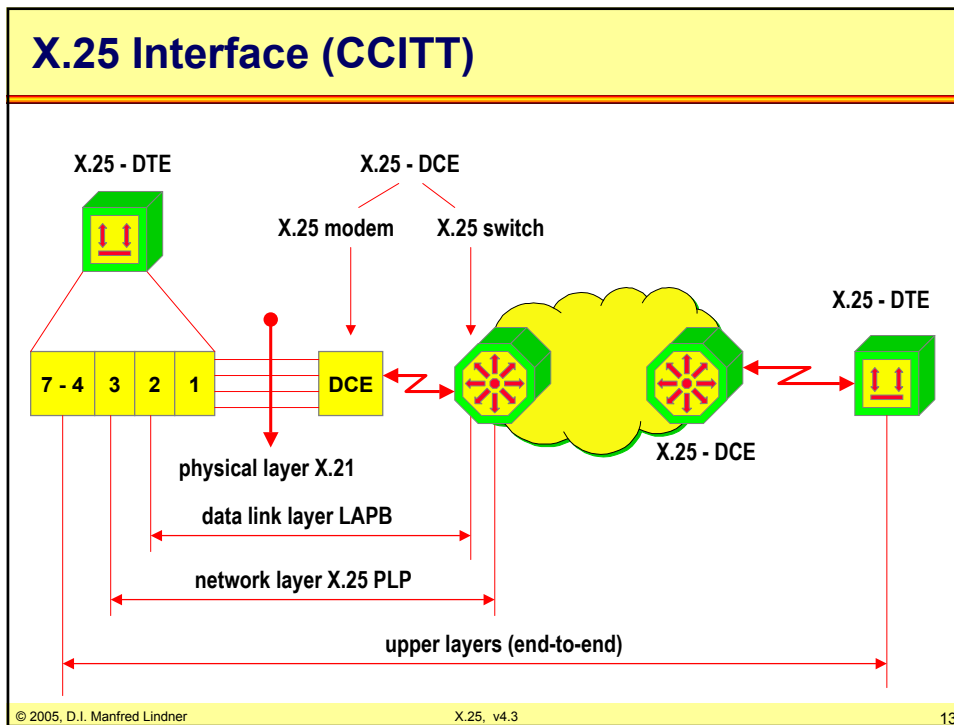 X.25 Interface (CCITT)
X.25 - DTE
X.25 - DCE
X.25 modem
X.25 switch
X.25 - DTE
7 - 4
3
2
1
DCE
X.25 - DCE
physical layer X.21
data link layer LAPB
network layer X.25 PLP
upper layers (end-to-end)
© 2005, D.I. Manfred Lindner
X.25, v4.3
13